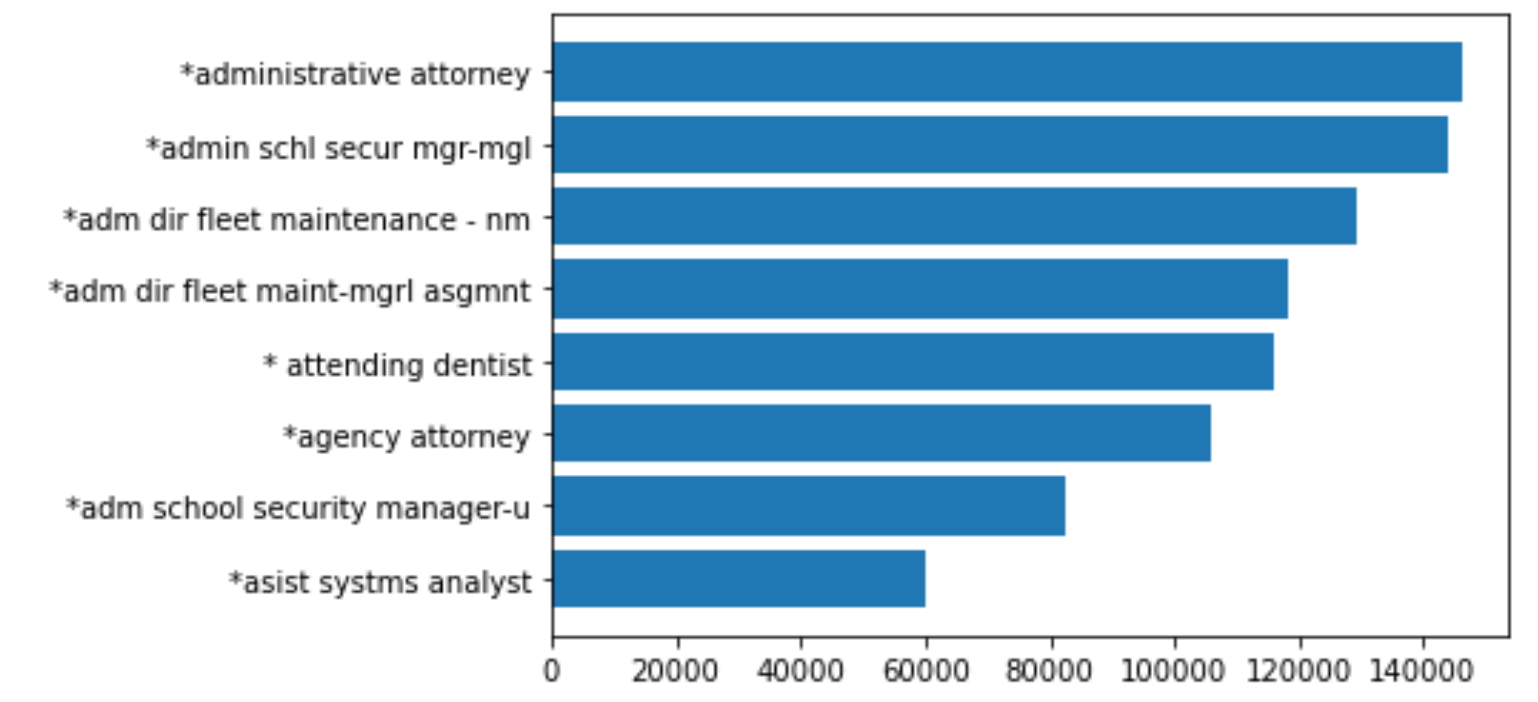 *administrative attorney
*admin schl secur mgr-mgl
*adm dir fleet maintenance - nm
*adm dir fleet maint-mgrl asgmnt
* attending dentist
*agency attorney
*adm school security manager-u
*asist systms analyst
0 20000 40000 60000 80000 100000 120000 140000